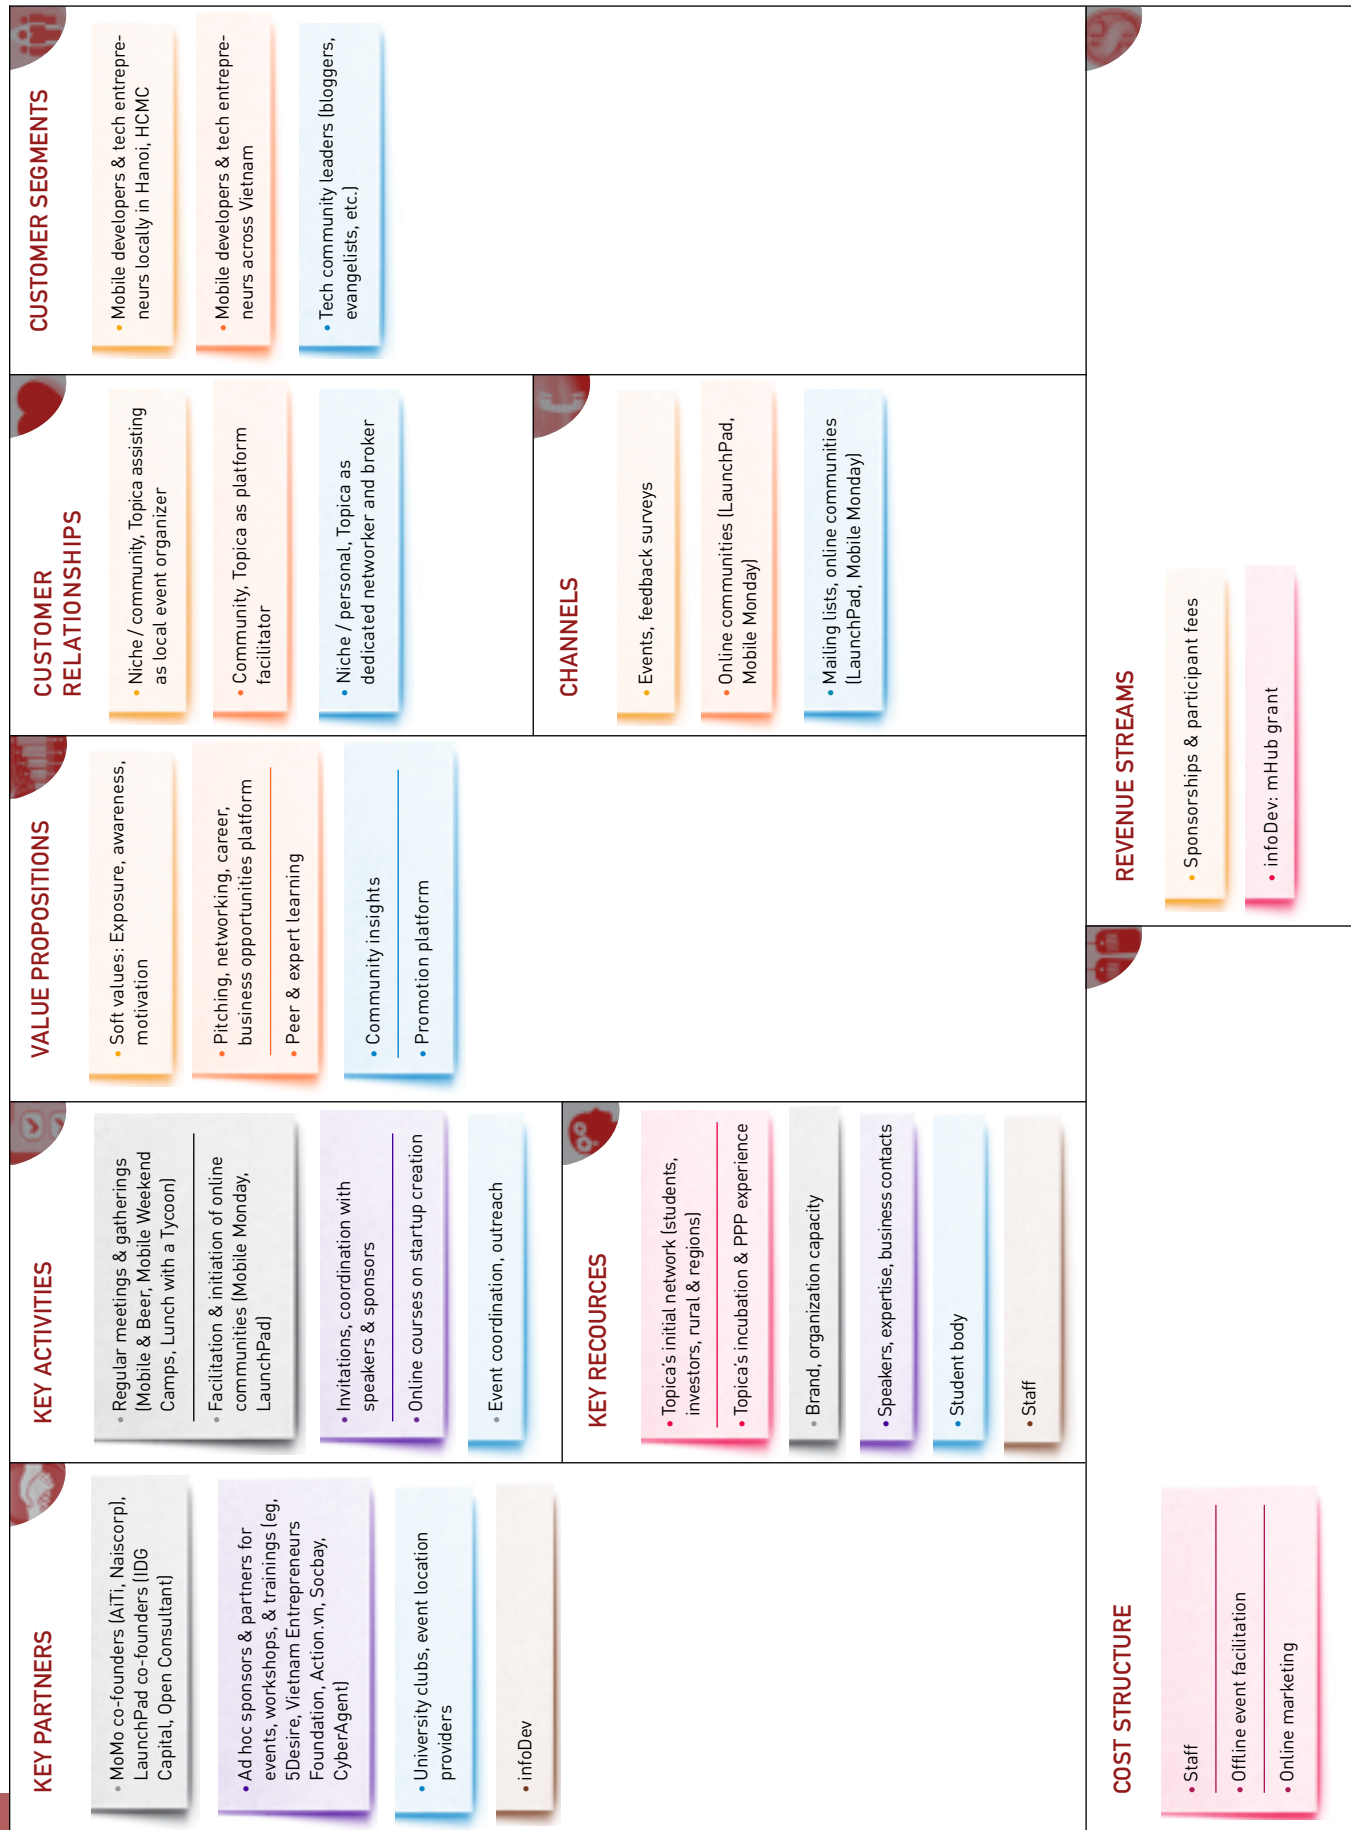 KEY PARTNERS
• MoMo co-founders (AiTi, Naiscorp),
LaunchPad co-founders (IDG
Capital, Open Consultant)
• Ad hoc sponsors & partners for
events, workshops, & trainings (eg,
5Desire, Vietnam Entrepreneurs
Foundation, Action.vn, Socbay,
CyberAgent)
• University clubs, event location
providers
• infoDev
KEY ACTIVITIES
• Regular meetings & gatherings
(Mobile & Beer, Mobile Weekend
Camps, Lunch with a Tycoon)
• Facilitation & initiation of online
communities (Mobile Monday,
LaunchPad)
• Invitations, coordination with
speakers & sponsors
• Online courses on startup creation
• Event coordination, outreach
KEY RECOURCES
• Topica's initial network (students,
investors, rural & regions)
• Topica's incubation & PPP experience
• Brand, organization capacity
• Speakers, expertise, business contacts
• Student body
• Staff
VALUE PROPOSITIONS
• Soft values: Exposure, awareness,
motivation
• Pitching, networking, career,
business opportunities platform
• Peer & expert learning
• Community insights
• Promotion platform
CUSTOMER
RELATIONSHIPS
• Niche / community, Topica assisting
as local event organizer
• Community, Topica as platform
facilitator
• Niche / personal, Topica as
dedicated networker and broker
CHANNELS
• Events, feedback surveys
• Online communities (LaunchPad,
Mobile Monday)
• Mailing lists, online communities
(LaunchPad, Mobile Monday)
CUSTOMER SEGMENTS
• Mobile developers & tech entrepre-
neurs locally in Hanoi, HCMC
• Mobile developers & tech entrepre-
neurs across Vietnam
• Tech community leaders (bloggers,
evangelists, etc.)
COST STRUCTURE
• Staff
• Offline event facilitation
• Online marketing
REVENUE STREAMS
• Sponsorships & participant fees
• infoDev: mHub grant